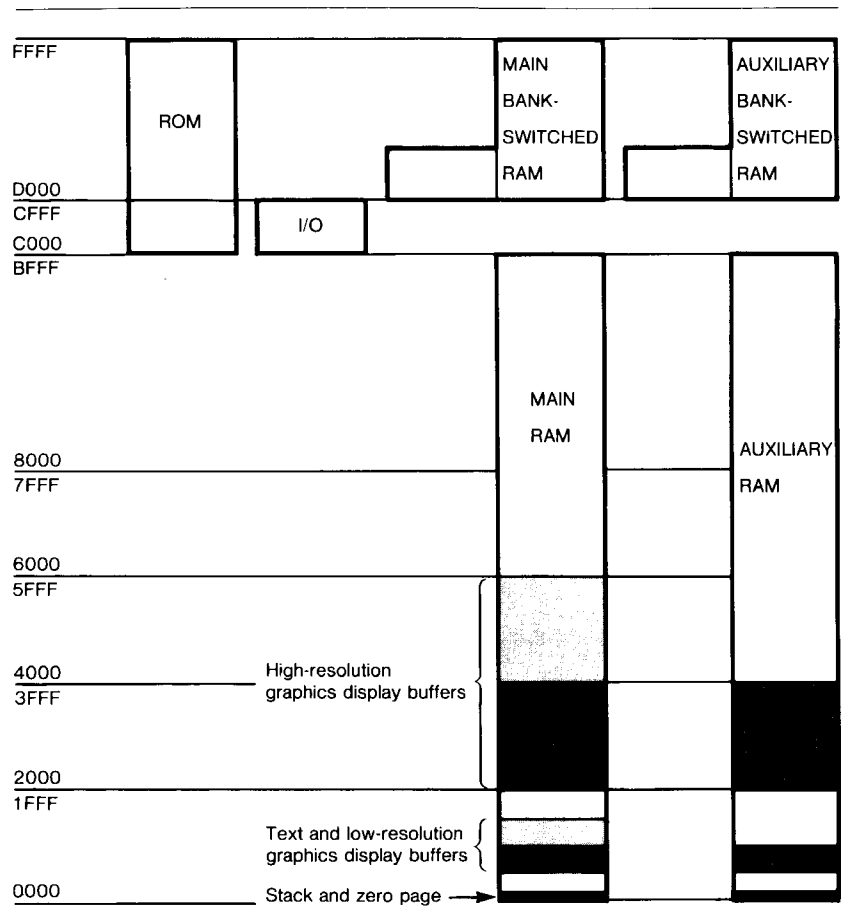 FFFF
MAIN
BANK-
SWITCHED
RAM
AUXILIARY
BANK-
SWITCHED
RAM
ROM
D000
CFFF
I/O
C000
BFFF
MAIN
RAM
AUXILIARY
RAM
8000
7FFF
6000
5FFF
4000
3FFF
High-resolution
graphics display buffers
2000
1FFF
Text and low-resolution
graphics display buffers
0000
Stack and zero page